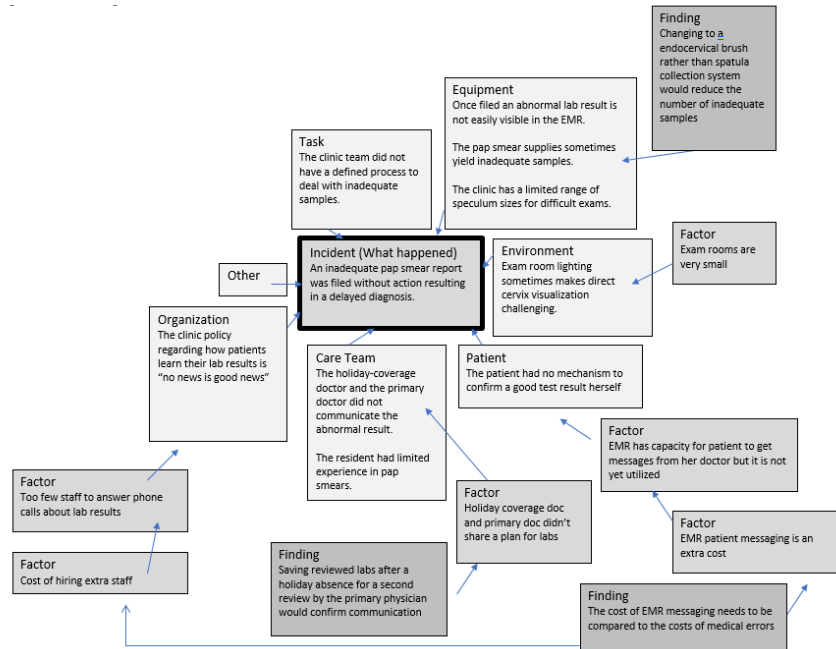 Finding
Changing to a
endocervical brush
rather than spatula
collection system
would reduce the
number of inadequate
samples
Equipment
Once filed an abnormal lab result is
not easily visible in the EMR.
The pap smear supplies sometimes
yield inadequate samples.
The clinic has a limited range of
speculum sizes for difficult exams.
Task
The clinic team did not
have a defined process to
deal with inadequate
samples.
Factor
Exam rooms are
very small
Incident (What happened)
An inadequate pap smear report
was filed without action resulting
in a delayed diagnosis.
Environment
Exam room lighting
sometimes makes direct
cervix visualization
challenging.
Other
Organization
The clinic policy
regarding how patients
learn their lab results is
“no news is good news”
Care Team
The holiday-coverage
doctor and the primary
doctor did not
communicate the
abnormal result.
The resident had limited
experience in pap
smears.
Patient
The patient had no mechanism to
confirm a good test result herself
Factor
EMR has capacity for patient to get
messages from her doctor but it is not
yet utilized
Factor
Too few staff to answer phone
calls about lab results
Factor
Holiday coverage doc
and primary doc didn’t
share a plan for labs
Factor
EMR patient messaging is an
extra cost
Factor
Cost of hiring extra staff
Finding
Saving reviewed labs after a
holiday absence for a second
review by the primary physician
would confirm communication
Finding
The cost of EMR messaging needs to be
compared to the costs of medical errors